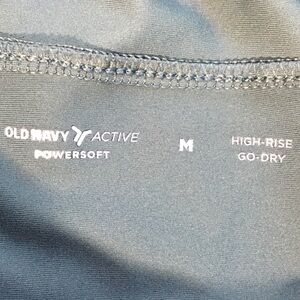 OLD NAVY ACTIVE
POWERSOFT
M
HIGH-RISE
GO-DRY